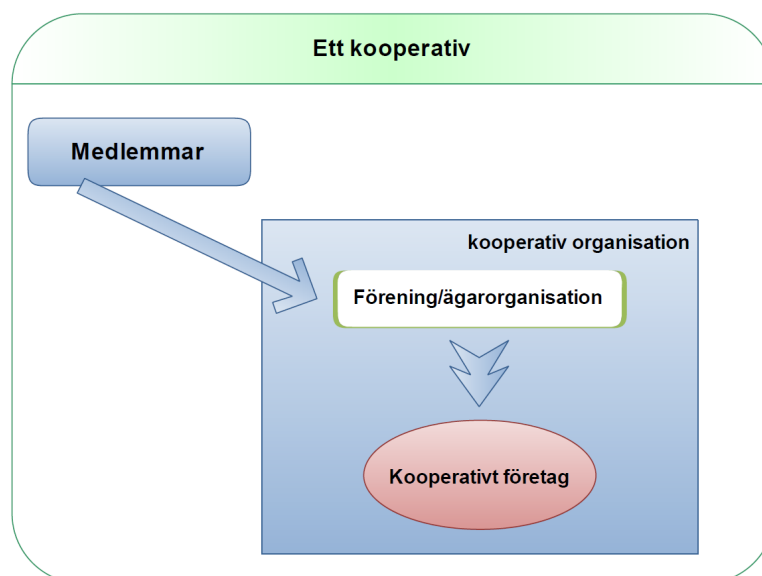 Ett kooperativ
Medlemmar
kooperativ organisation
Förening/ägarorganisation
Kooperativt företag